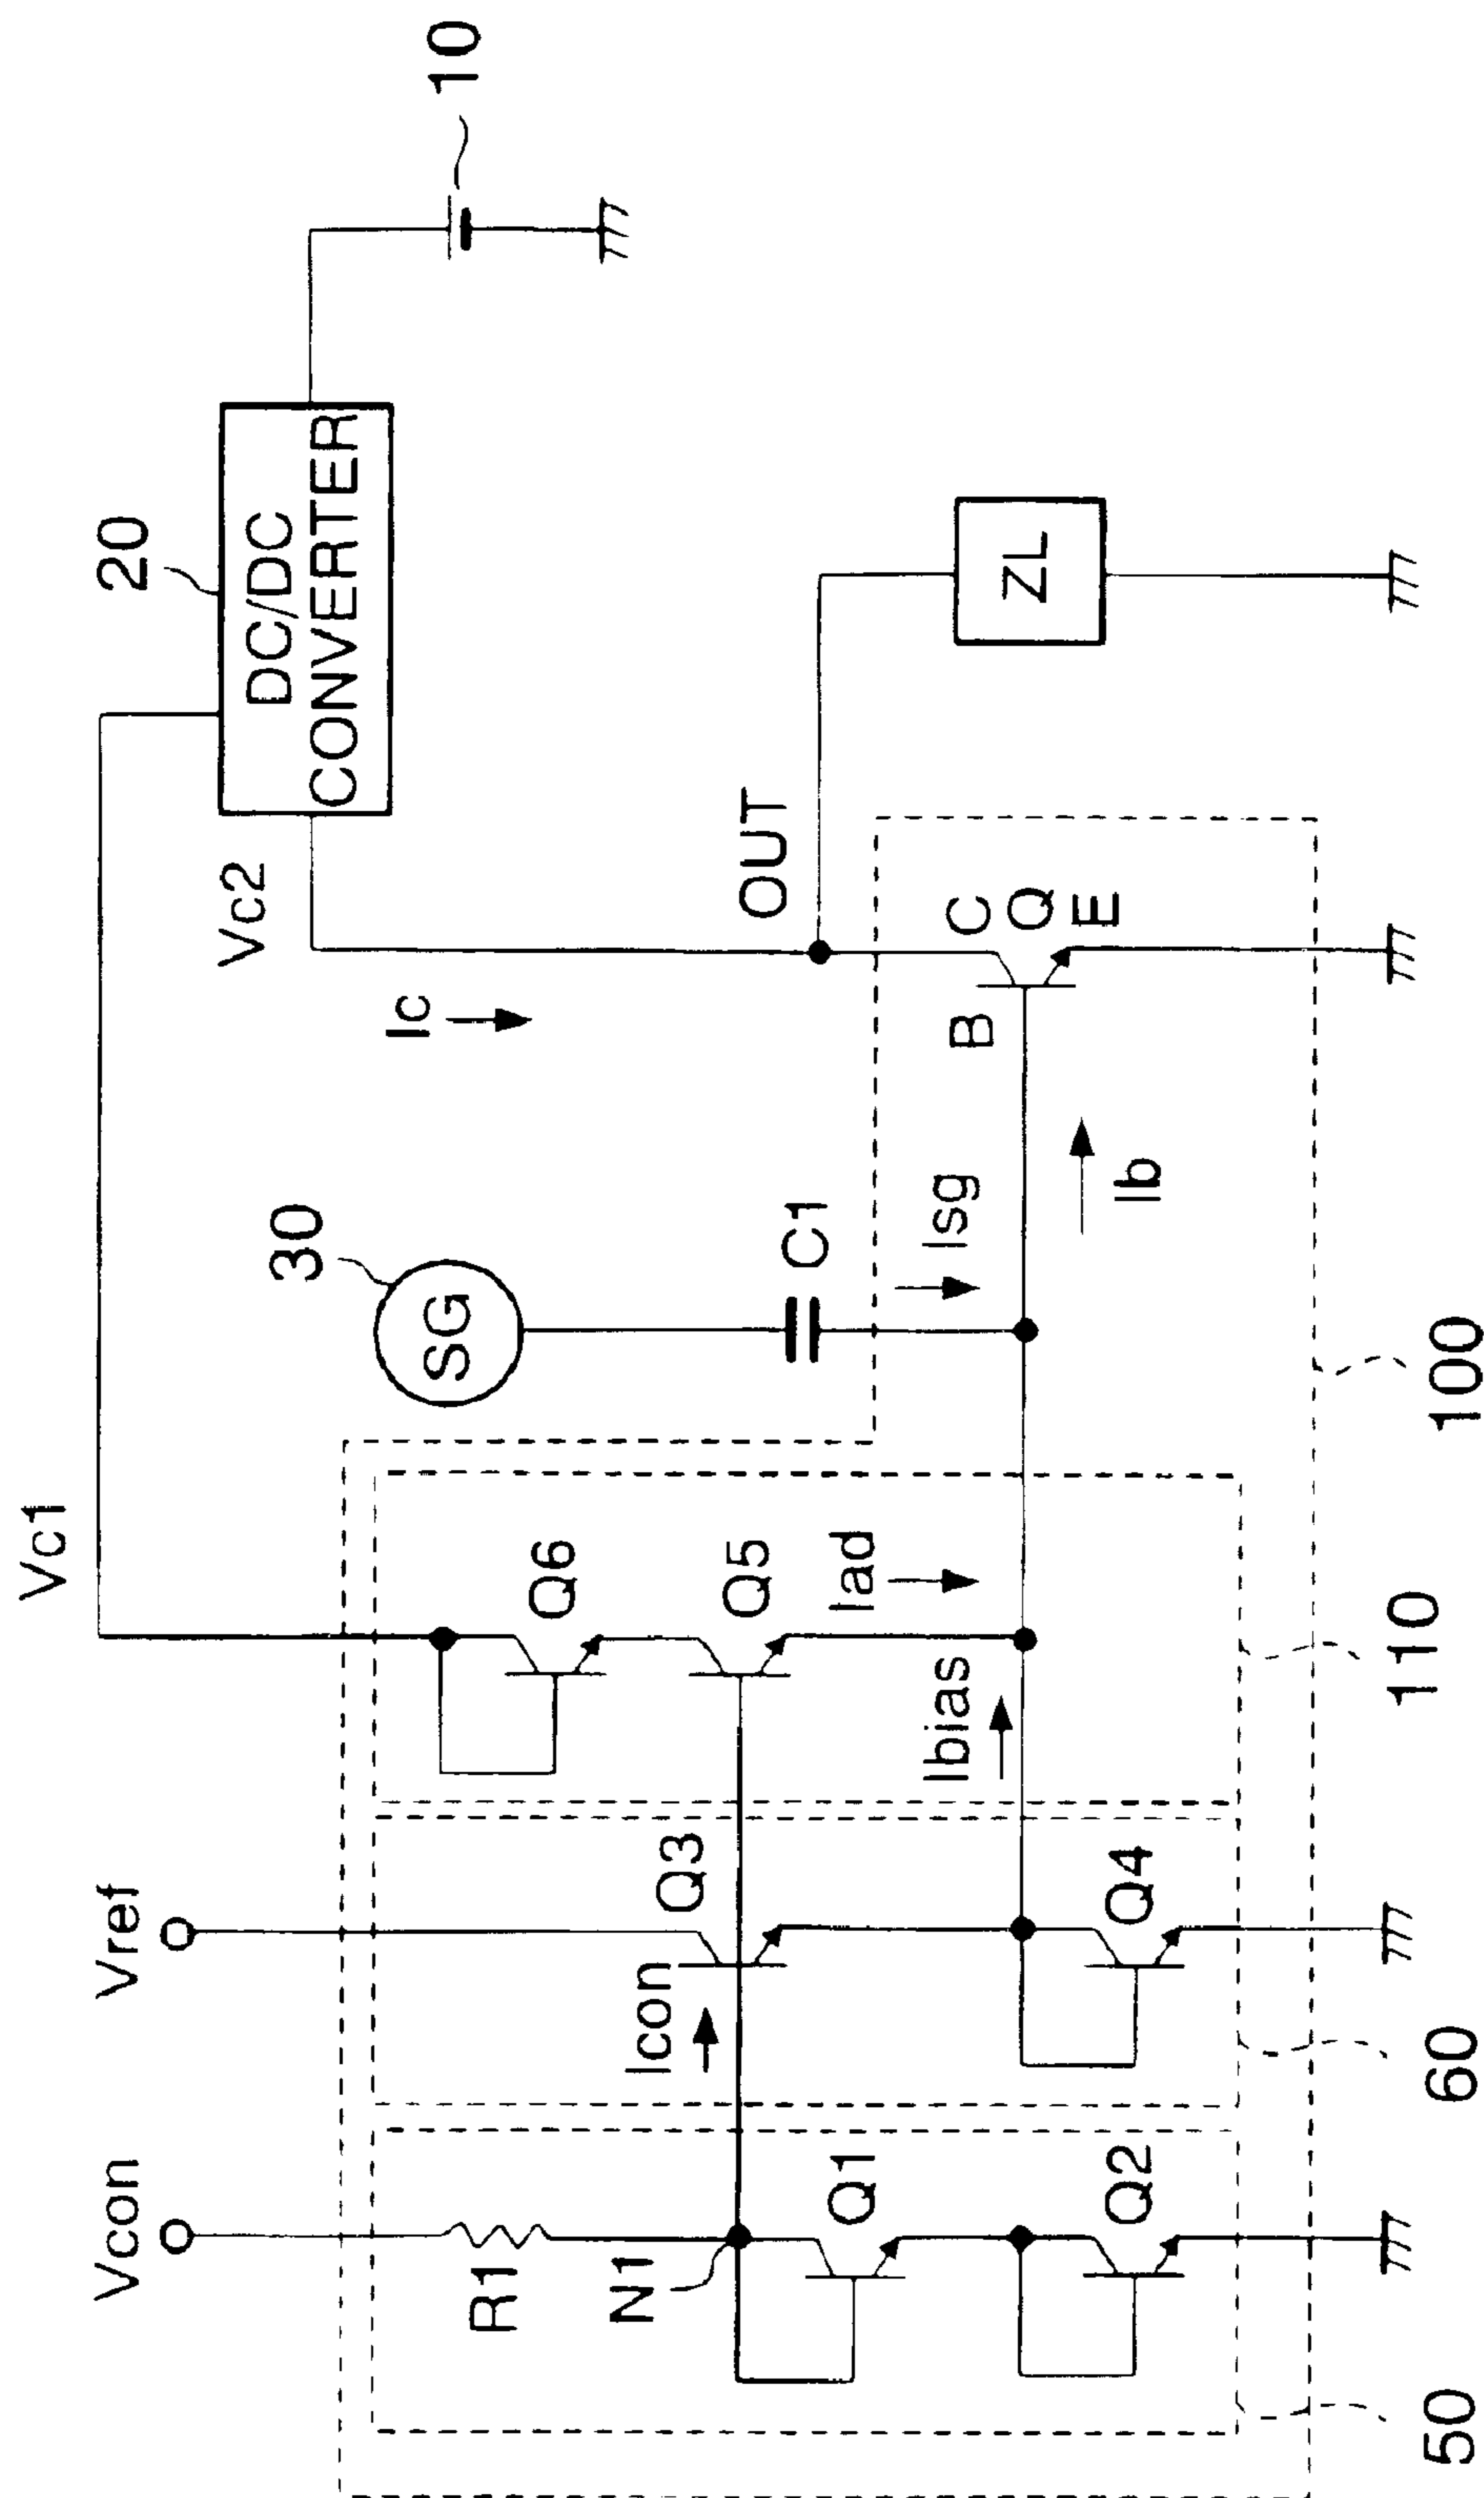 Vcon
Vref
Vc1
20
DC/DC
CONVERTER
10
Vc2
Ic
30
SG
R1
N1
Icon
Q3
Q6
Q5
Iad
C1
Isg
OUT
Q1
Q2
Ibias
Q4
B
C
Q
E
Ib
ZL
50
60
110
100